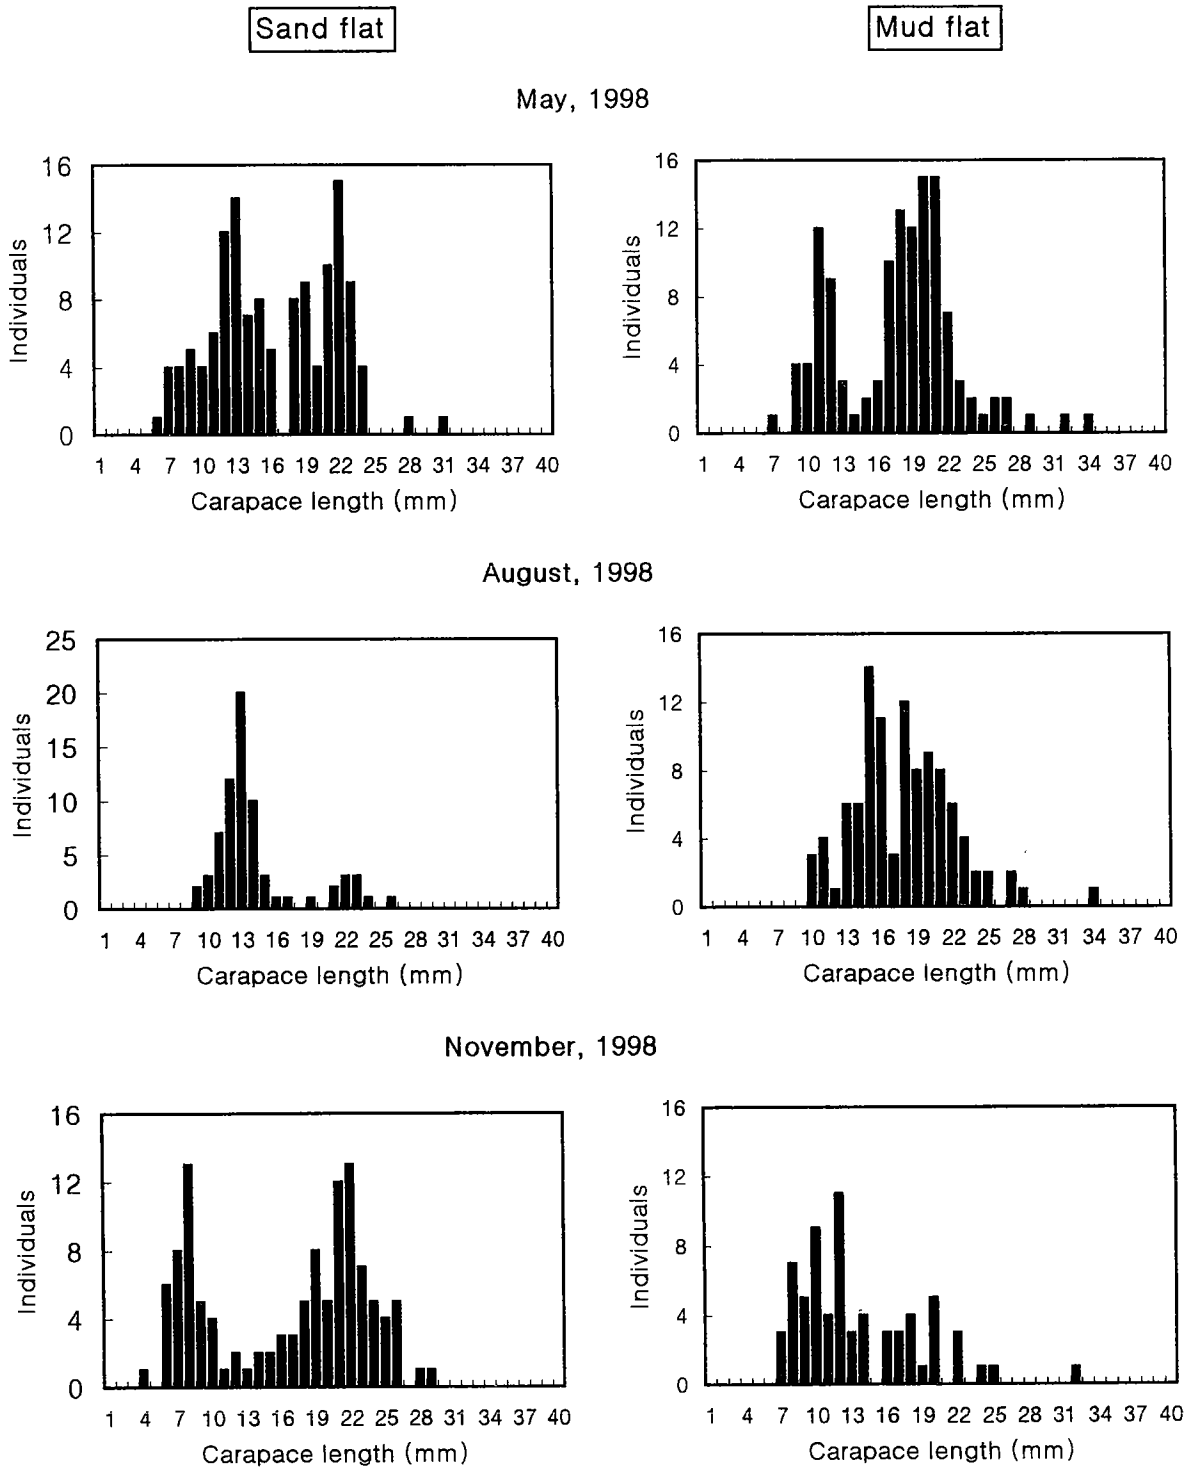 Sand flat
Mud flat
May, 1998
16
12
8
4
0
Individuals
1 4 7 10 13 16 19 22 25 28 31 34 37 40
Carapace length (mm)
16
12
8
4
0
Individuals
1 4 7 10 13 16 19 22 25 28 31 34 37 40
Carapace length (mm)
August, 1998
25
20
15
10
5
0
Individuals
1 4 7 10 13 16 19 22 25 28 31 34 37 40
Carapace length (mm)
16
12
8
4
0
Individuals
1 4 7 10 13 16 19 22 25 28 31 34 37 40
Carapace length (mm)
November, 1998
16
12
8
4
0
Individuals
1 4 7 10 13 16 19 22 25 28 31 34 37 40
Carapace length (mm)
16
12
8
4
0
Individuals
1 4 7 10 13 16 19 22 25 28 31 34 37 40
Carapace length (mm)